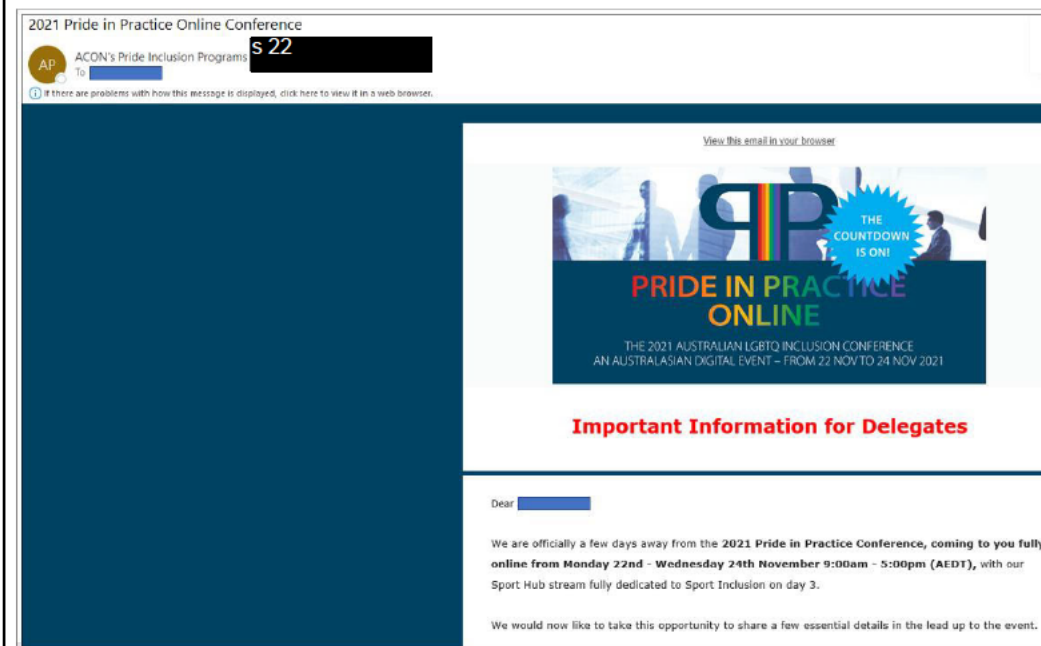 2021 Pride in Practice Online Conference
s 22
AP
ACON's Pride Inclusion Programs
To
If there are problems with how this message is displayed, click here to view it in a web browser.
View this email in your browser
THE
COUNTDOWN
IS ON!
PRIDE IN PRACTICE
ONLINE
THE 2021 AUSTRALIAN LGBTQ INCLUSION CONFERENCE
AN AUSTRALASIAN DIGITAL EVENT – FROM 22 NOV TO 24 NOV 2021
Important Information for Delegates
Dear
We are officially a few days away from the 2021 Pride in Practice Conference, coming to you fully
online from Monday 22nd - Wednesday 24th November 9:00am - 5:00pm (AEDT), with our
Sport Hub stream fully dedicated to Sport Inclusion on day 3.
We would now like to take this opportunity to share a few essential details in the lead up to the event.